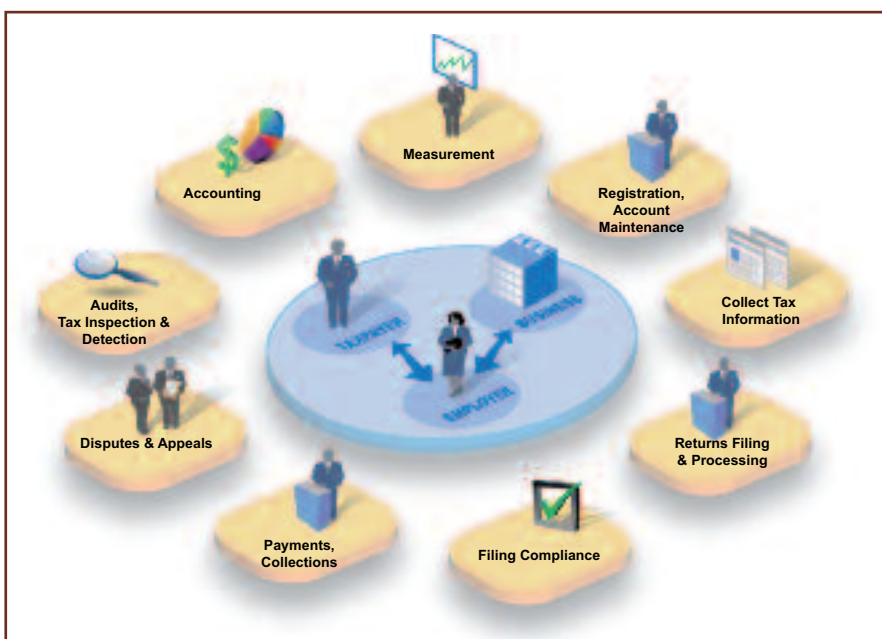 Measurement
Accounting
Registration,
Account
Maintenance
Audits,
Tax Inspection &
Detection
Collect Tax
Information
TAXPAYER
BUSINESS
EMPLOYEE
Disputes & Appeals
Returns Filing
& Processing
Payments,
Collections
Filing Compliance